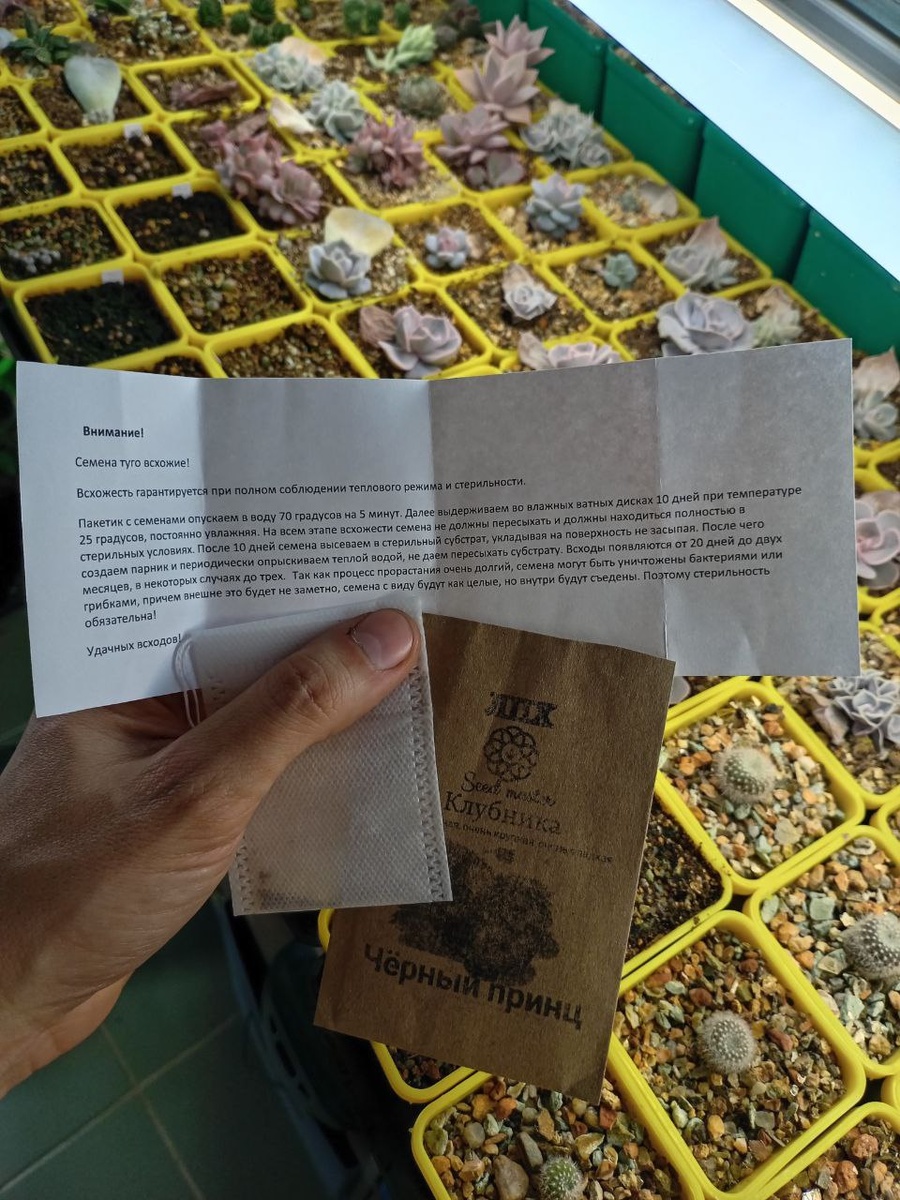 Внимание!
Семена туго всхожие!
Всхожесть гарантируется при полном соблюдении теплового режима и стерильности.
Пакетик с семенами опускаем в воду 70 градусов на 5 минут. Далее выдерживаем во влажных ватных дисках 10 дней при температуре
25 градусов, постоянно увлажняя. На всем этапе всхожести семена не должны пересыхать и должны находиться полностью в
стерильных условиях. После 10 дней семена высеваем в стерильный субстрат, укладывая на поверхность не засыпая. После чего
создаем парник и периодически опрыскиваем теплой водой, не даем пересыхать субстрату. Всходы появляются от 20 дней до двух
месяцев, в некоторых случаях до трех. Так как процесс прорастания очень долгий, семена могут быть уничтожены бактериями или
грибками, причем внешне это будет не заметно, семена с виду будут как целые, но внутри будут съедены. Поэтому стерильность
обязательна!
Удачных всходов!
ЛПХ
Seed
Клубника
очень крупная
Чёрный принц